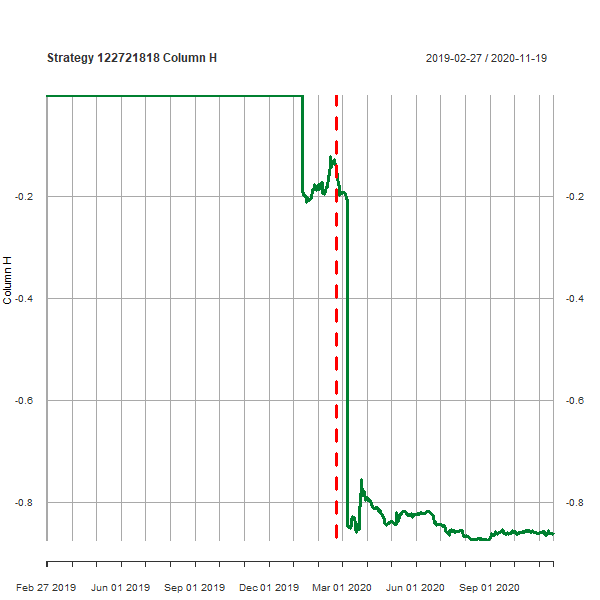 Strategy 122721818 Column H
2019-02-27 / 2020-11-19
Column H
-0.2 -0.2
-0.4 -0.4
-0.6 -0.6
-0.8 -0.8
Feb 27 2019 Jun 01 2019 Sep 01 2019 Dec 01 2019 Mar 01 2020 Jun 01 2020 Sep 01 2020